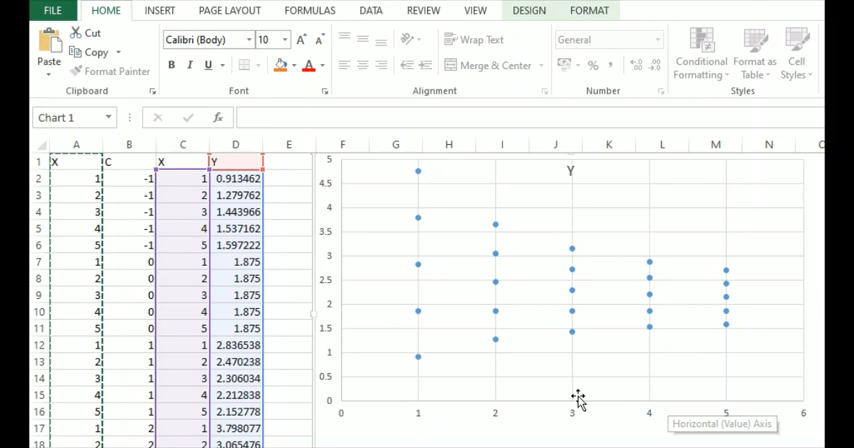 FILE HOME INSERT PAGE LAYOUT FORMULAS DATA REVIEW VIEW DESIGN FORMAT
Paste
Cut
Copy
Format Painter
Clipboard
Calibri (Body) 10 A A
B I U A
Font
Wrap Text
Merge & Center
Alignment
General
%
Number
Conditional Formatting
Format as Table
Cell Styles
Styles
Chart 1 fx
A B C D E F G H I J K L M N O
1 X C X Y
2 1 -1 1 0.913462
3 2 -1 2 1.279762
4 3 -1 3 1.443966
5 4 -1 4 1.537162
6 5 -1 5 1.597222
7 1 0 1 1.875
8 2 0 2 1.875
9 3 0 3 1.875
10 4 0 4 1.875
11 5 0 5 1.875
12 1 1 1 2.836538
13 2 1 2 2.470238
14 3 1 3 2.306034
15 4 1 4 2.212838
16 5 1 5 2.152778
17 1 2 1 3.798077
18 2 2 2 3.065476
Y
5
4.5
4
3.5
3
2.5
2
1.5
1
0.5
0
0 1 2 3 4 5 6
Horizontal (Value) Axis